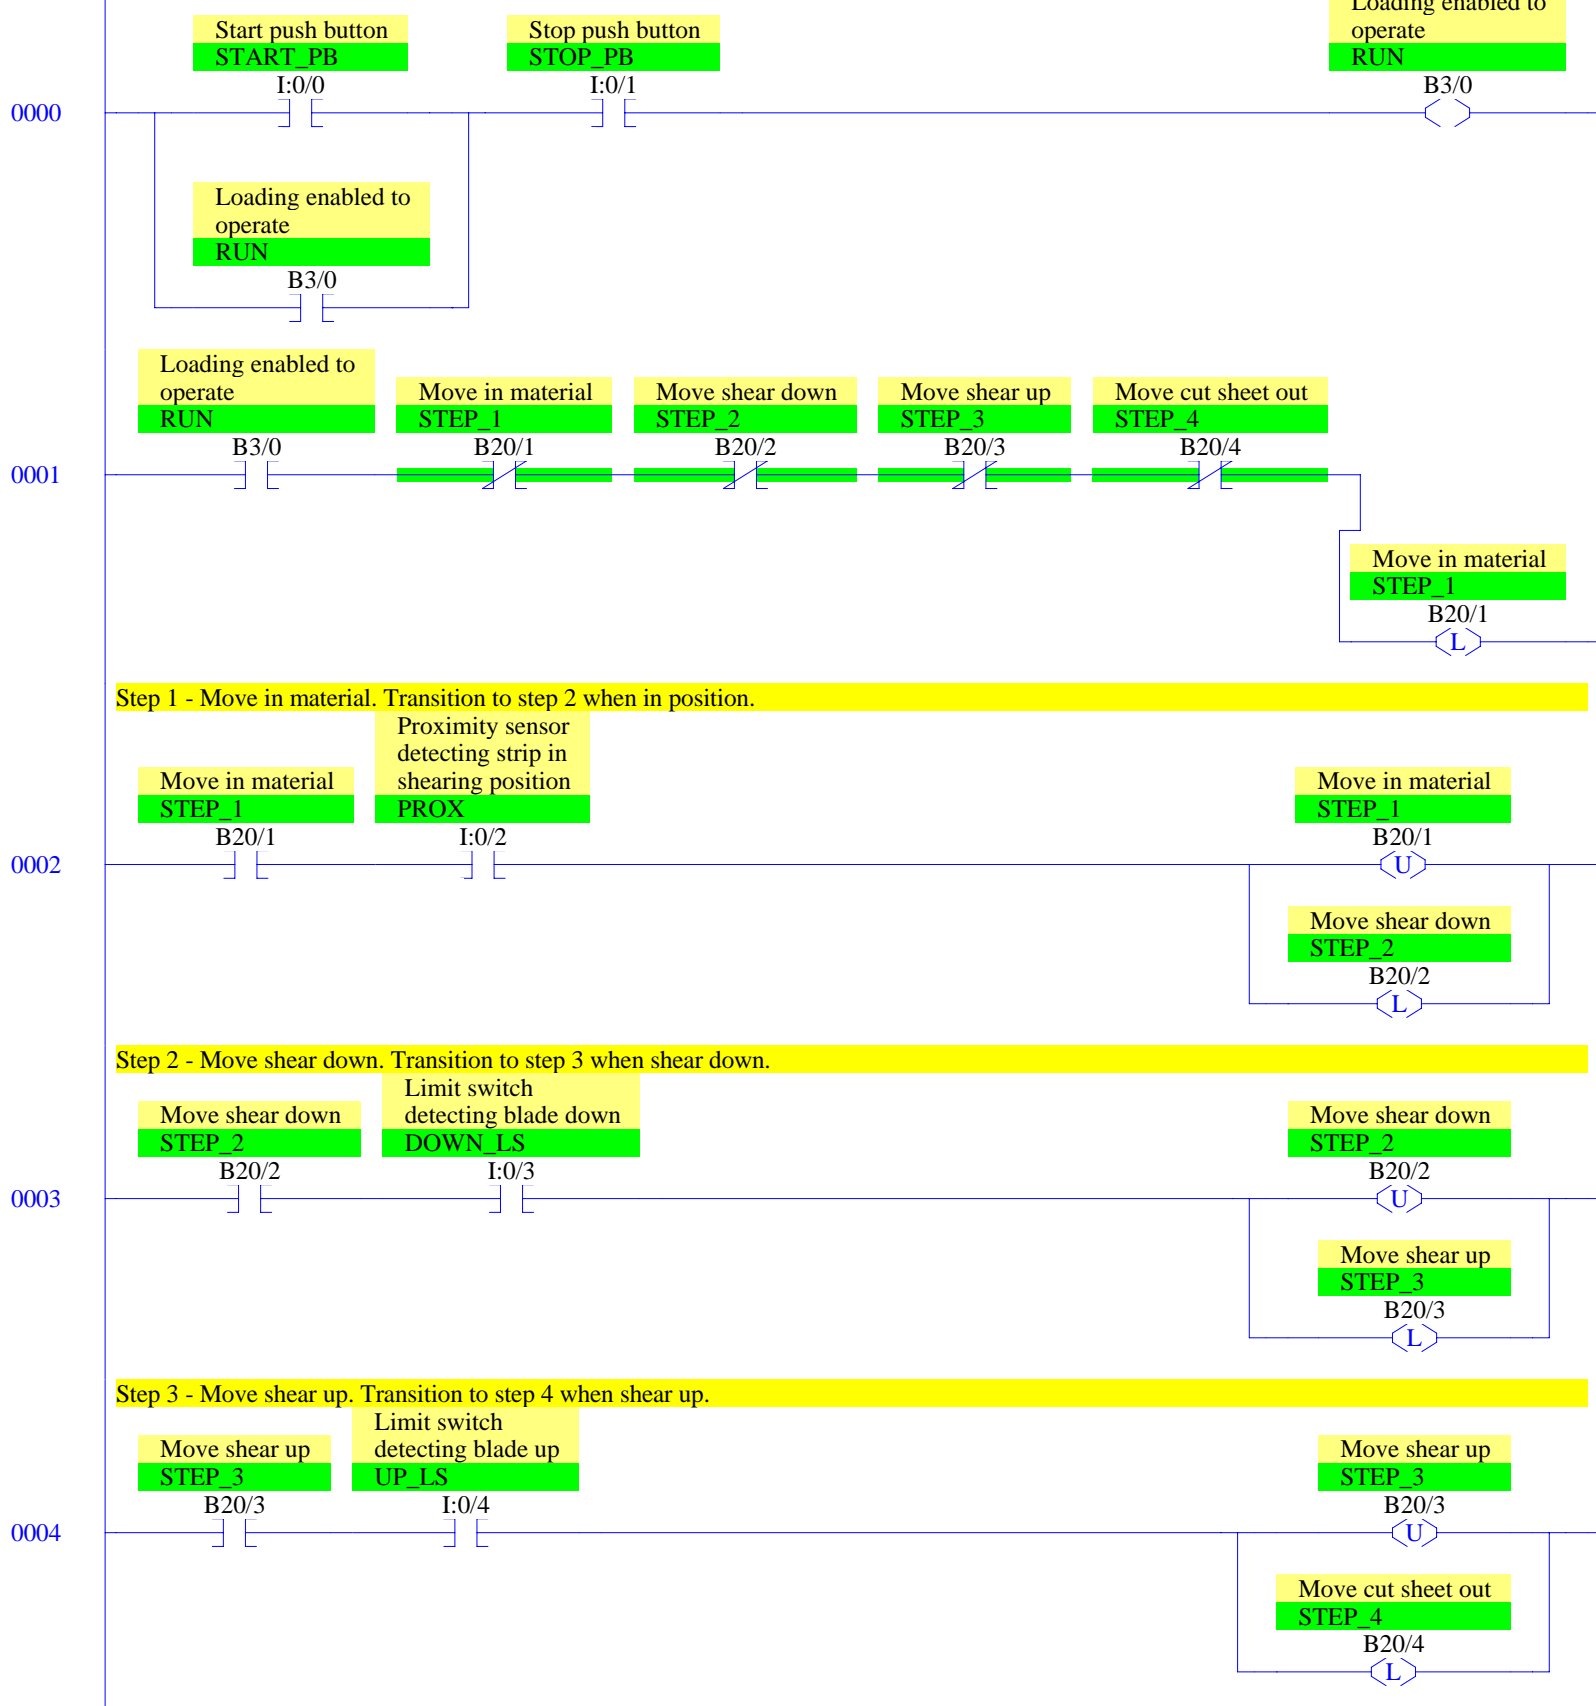 Loading enabled to
operate
RUN
B3/0
Start push button
START_PB
I:0/0
Stop push button
STOP_PB
I:0/1
0000
Loading enabled to
operate
RUN
B3/0
Loading enabled to
operate
RUN
B3/0
Move in material
STEP_1
B20/1
Move shear down
STEP_2
B20/2
Move shear up
STEP_3
B20/3
Move cut sheet out
STEP_4
B20/4
0001
Move in material
STEP_1
B20/1
L
Step 1 - Move in material. Transition to step 2 when in position.
Move in material
STEP_1
B20/1
Proximity sensor
detecting strip in
shearing position
PROX
I:0/2
Move in material
STEP_1
B20/1
0002
U
Move shear down
STEP_2
B20/2
L
Step 2 - Move shear down. Transition to step 3 when shear down.
Move shear down
STEP_2
B20/2
Limit switch
detecting blade down
DOWN_LS
I:0/3
Move shear down
STEP_2
B20/2
0003
U
Move shear up
STEP_3
B20/3
L
Step 3 - Move shear up. Transition to step 4 when shear up.
Move shear up
STEP_3
B20/3
Limit switch
detecting blade up
UP_LS
I:0/4
Move shear up
STEP_3
B20/3
0004
U
Move cut sheet out
STEP_4
B20/4
L